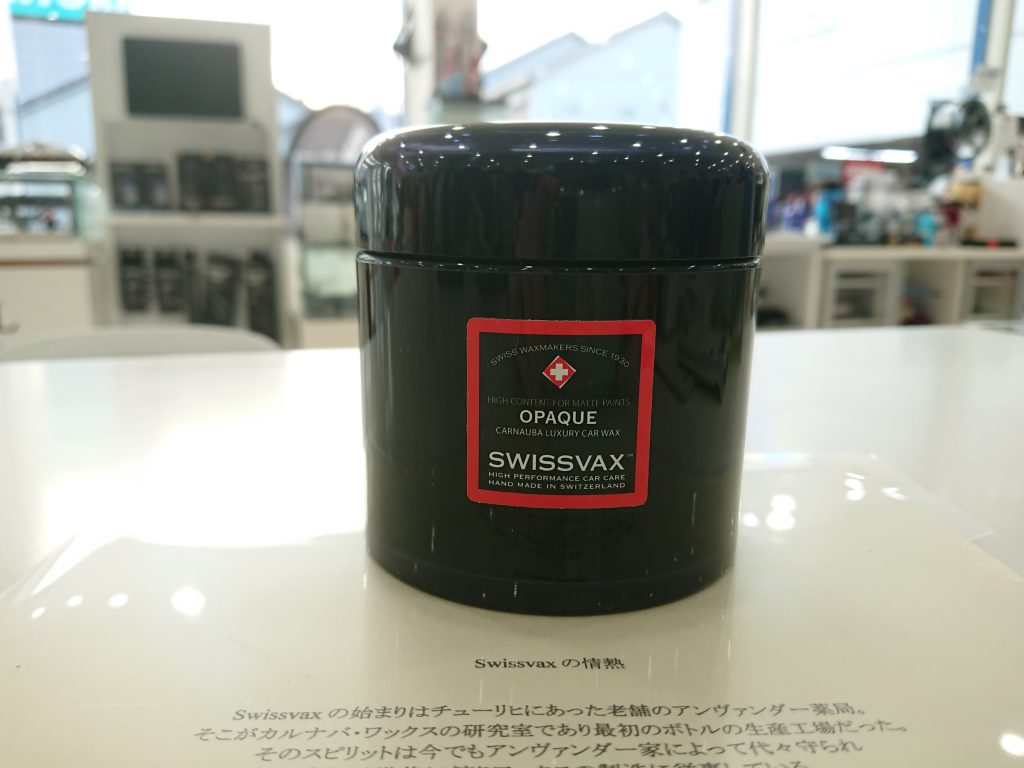 SWISS WAXMAKERS SINCE 1930
HIGH CONTENT FOR MATTE PAINTS
OPAQUE
CARNAUBA LUXURY CAR WAX
SWISSVAX™
HIGH PERFORMANCE CAR CARE
HAND MADE IN SWITZERLAND
Swissvax の情熱
Swissvax の始まりはチューリヒにあった老舗のアンヴァンダー薬局。
そこがカルナバ・ワックスの研究室であり最初のボトルの生産工場だった。
そのスピリットは今でもアンヴァンダー家によって代々守られ